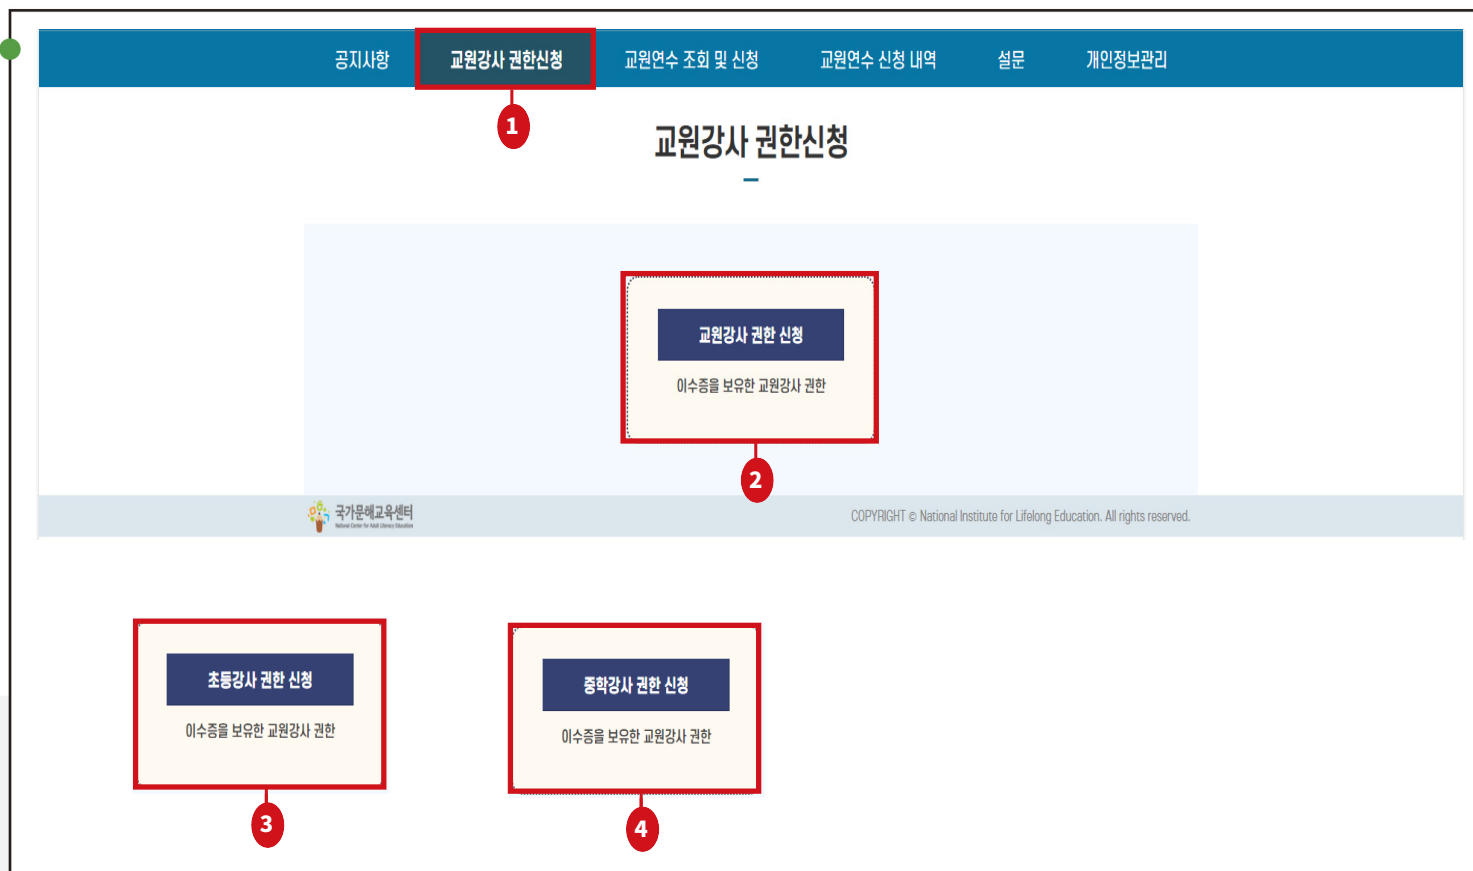 공지사항 교원강사 권한신청 교원연수 조회 및 신청 교원연수 신청 내역 설문 개인정보관리
1
교원강사 권한신청
교원강사 권한 신청
이수증을 보유한 교원강사 권한
2
국가문해교육센터
National Center for Adult Literacy Education
COPYRIGHT © National Institute for Lifelong Education. All rights reserved.
초등강사 권한 신청
이수증을 보유한 교원강사 권한
3
중학강사 권한 신청
이수증을 보유한 교원강사 권한
4